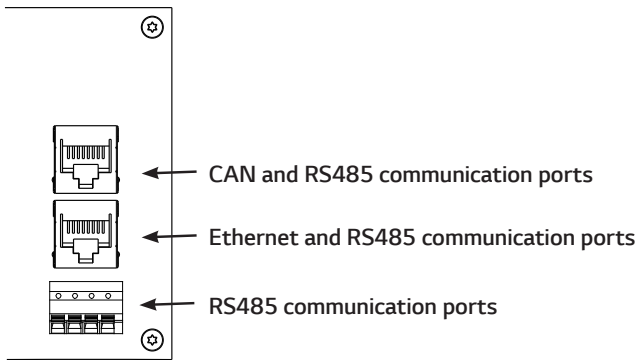 CAN and RS485 communication ports
Ethernet and RS485 communication ports
RS485 communication ports